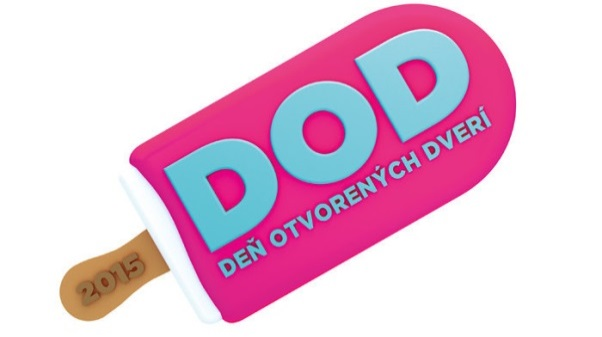 DOD
DEŇ OTVORENÝCH DVERÍ
2015